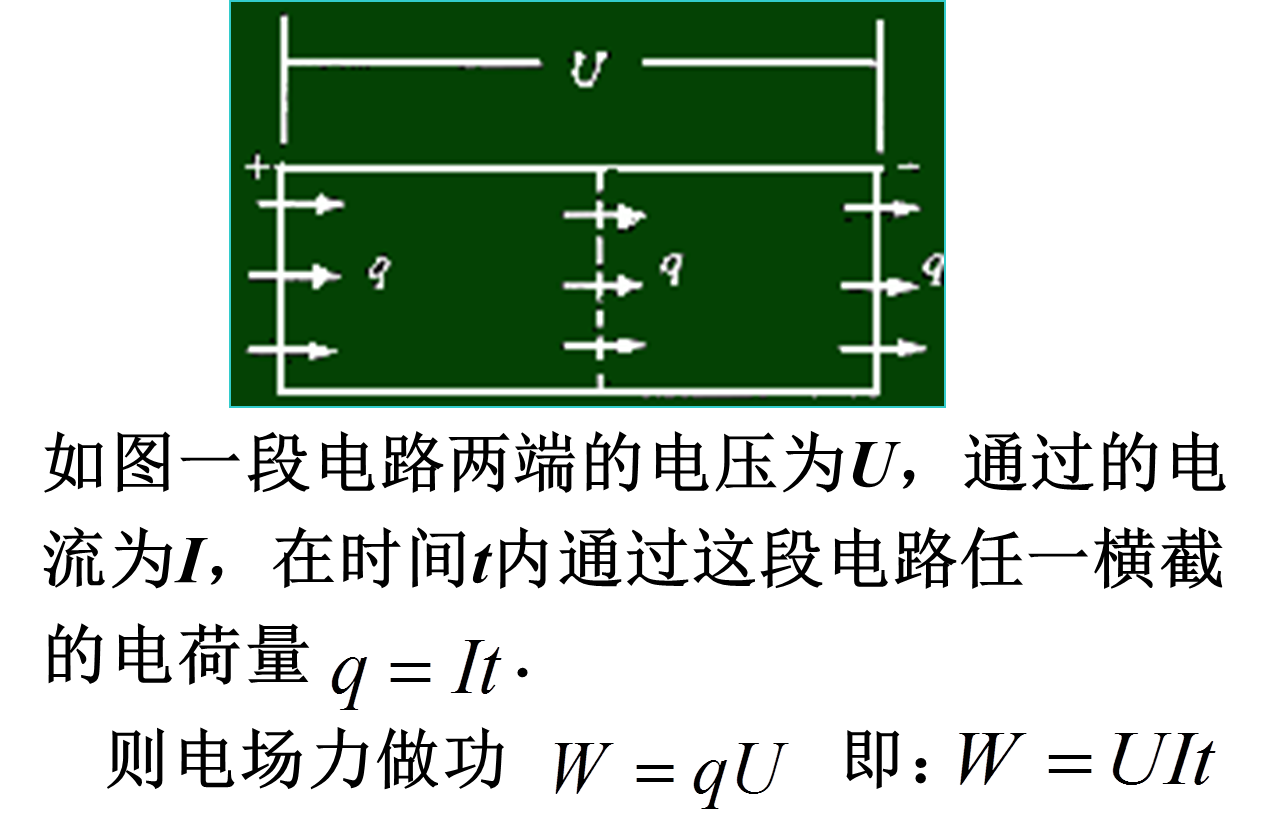 U
+ −
q q q
如图一段电路两端的电压为U，通过的电
流为I，在时间t内通过这段电路任一横截
的电荷量 q = It .
则电场力做功 W = qU 即：W = UIt